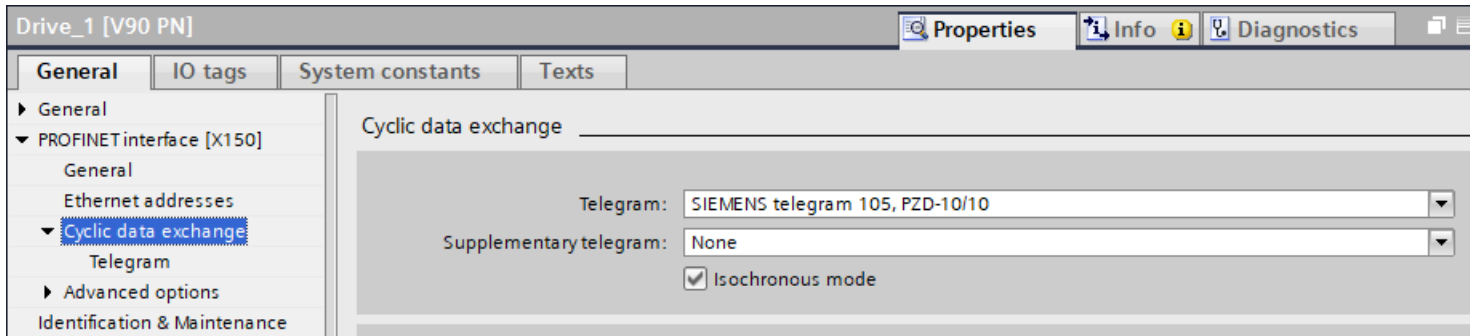 Drive_1 [V90 PN]
Properties
Info
Diagnostics
General
IO tags
System constants
Texts
General
PROFINET interface [X150]
General
Ethernet addresses
Cyclic data exchange
Telegram
Advanced options
Identification & Maintenance
Cyclic data exchange
Telegram: SIEMENS telegram 105, PZD-10/10
Supplementary telegram: None
Isochronous mode